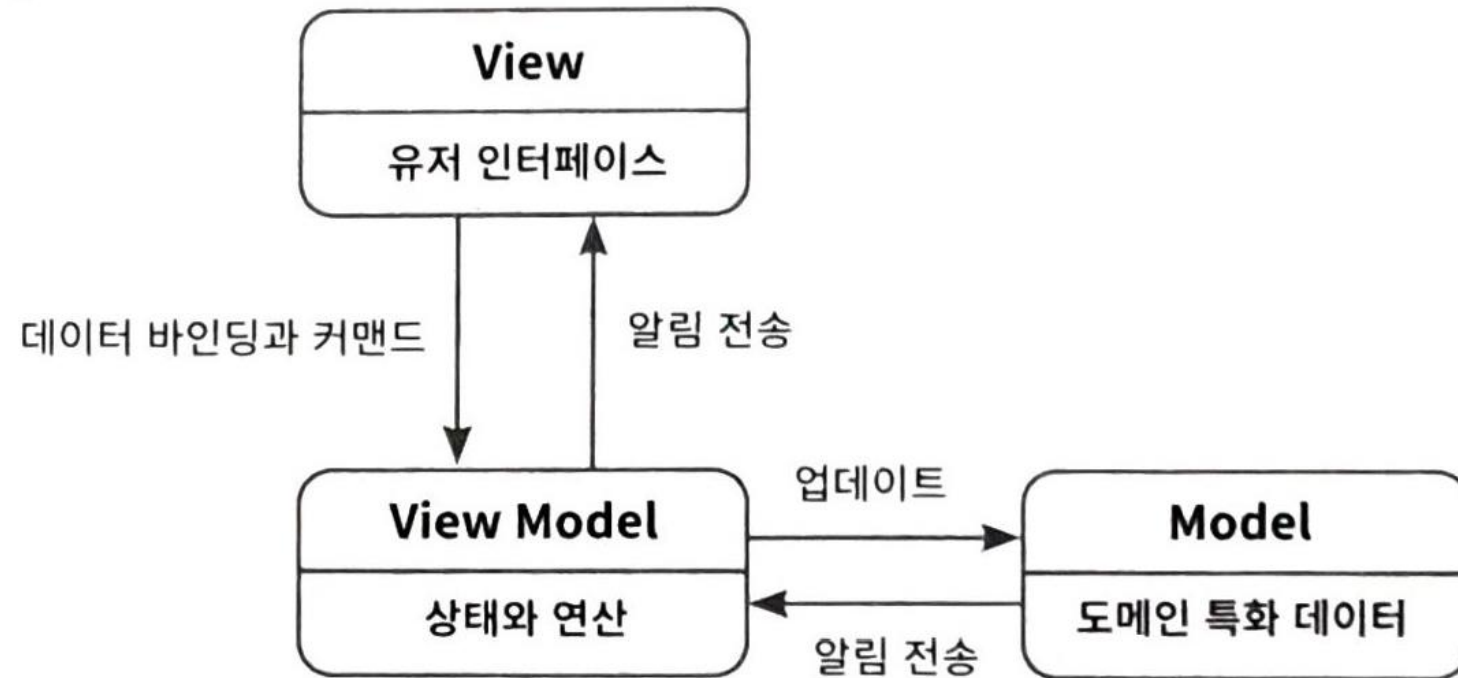 View
유저 인터페이스
데이터 바인딩과 커맨드
알림 전송
View Model
상태와 연산
업데이트
알림 전송
Model
도메인 특화 데이터